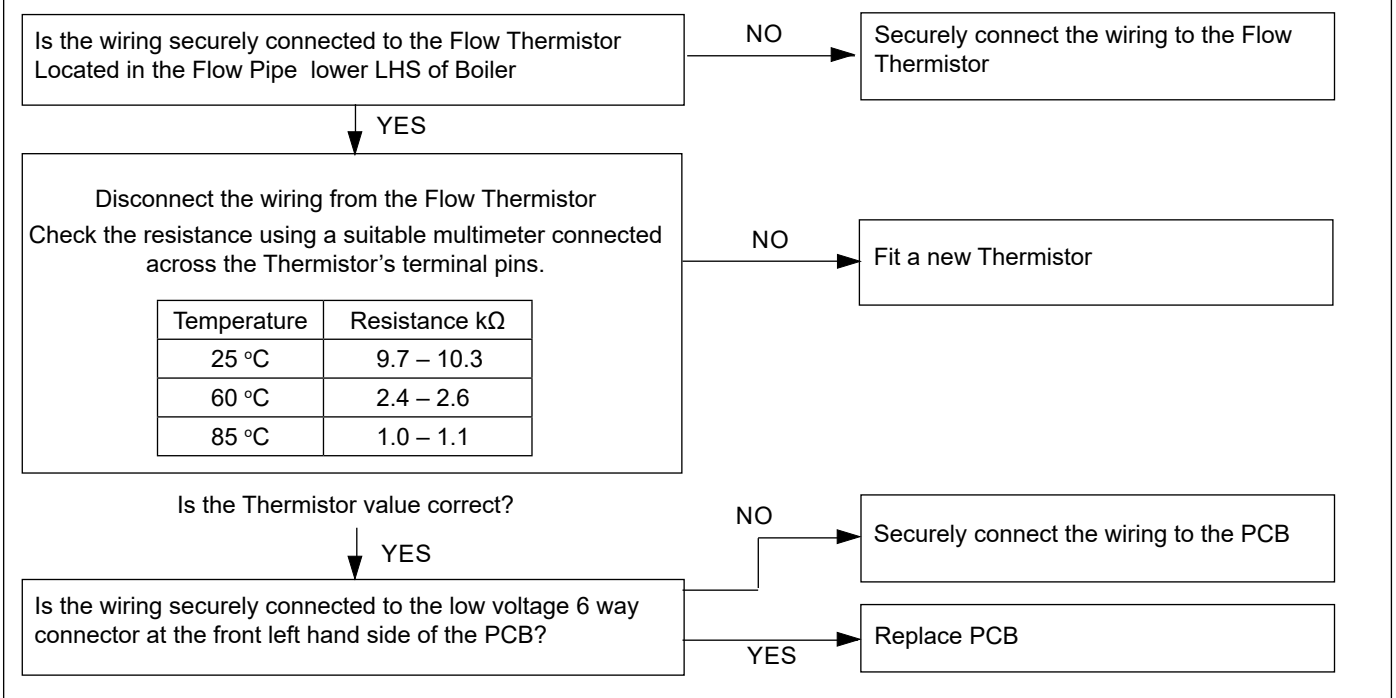 Is the wiring securely connected to the Flow Thermistor
Located in the Flow Pipe lower LHS of Boiler
NO
Securely connect the wiring to the Flow
Thermistor
YES
Disconnect the wiring from the Flow Thermistor
Check the resistance using a suitable multimeter connected
across the Thermistor's terminal pins.
NO
Fit a new Thermistor
Temperature Resistance kΩ
25 °C 9.7 – 10.3
60 °C 2.4 – 2.6
85 °C 1.0 – 1.1
Is the Thermistor value correct?
YES
NO
Securely connect the wiring to the PCB
Is the wiring securely connected to the low voltage 6 way
connector at the front left hand side of the PCB?
YES
Replace PCB